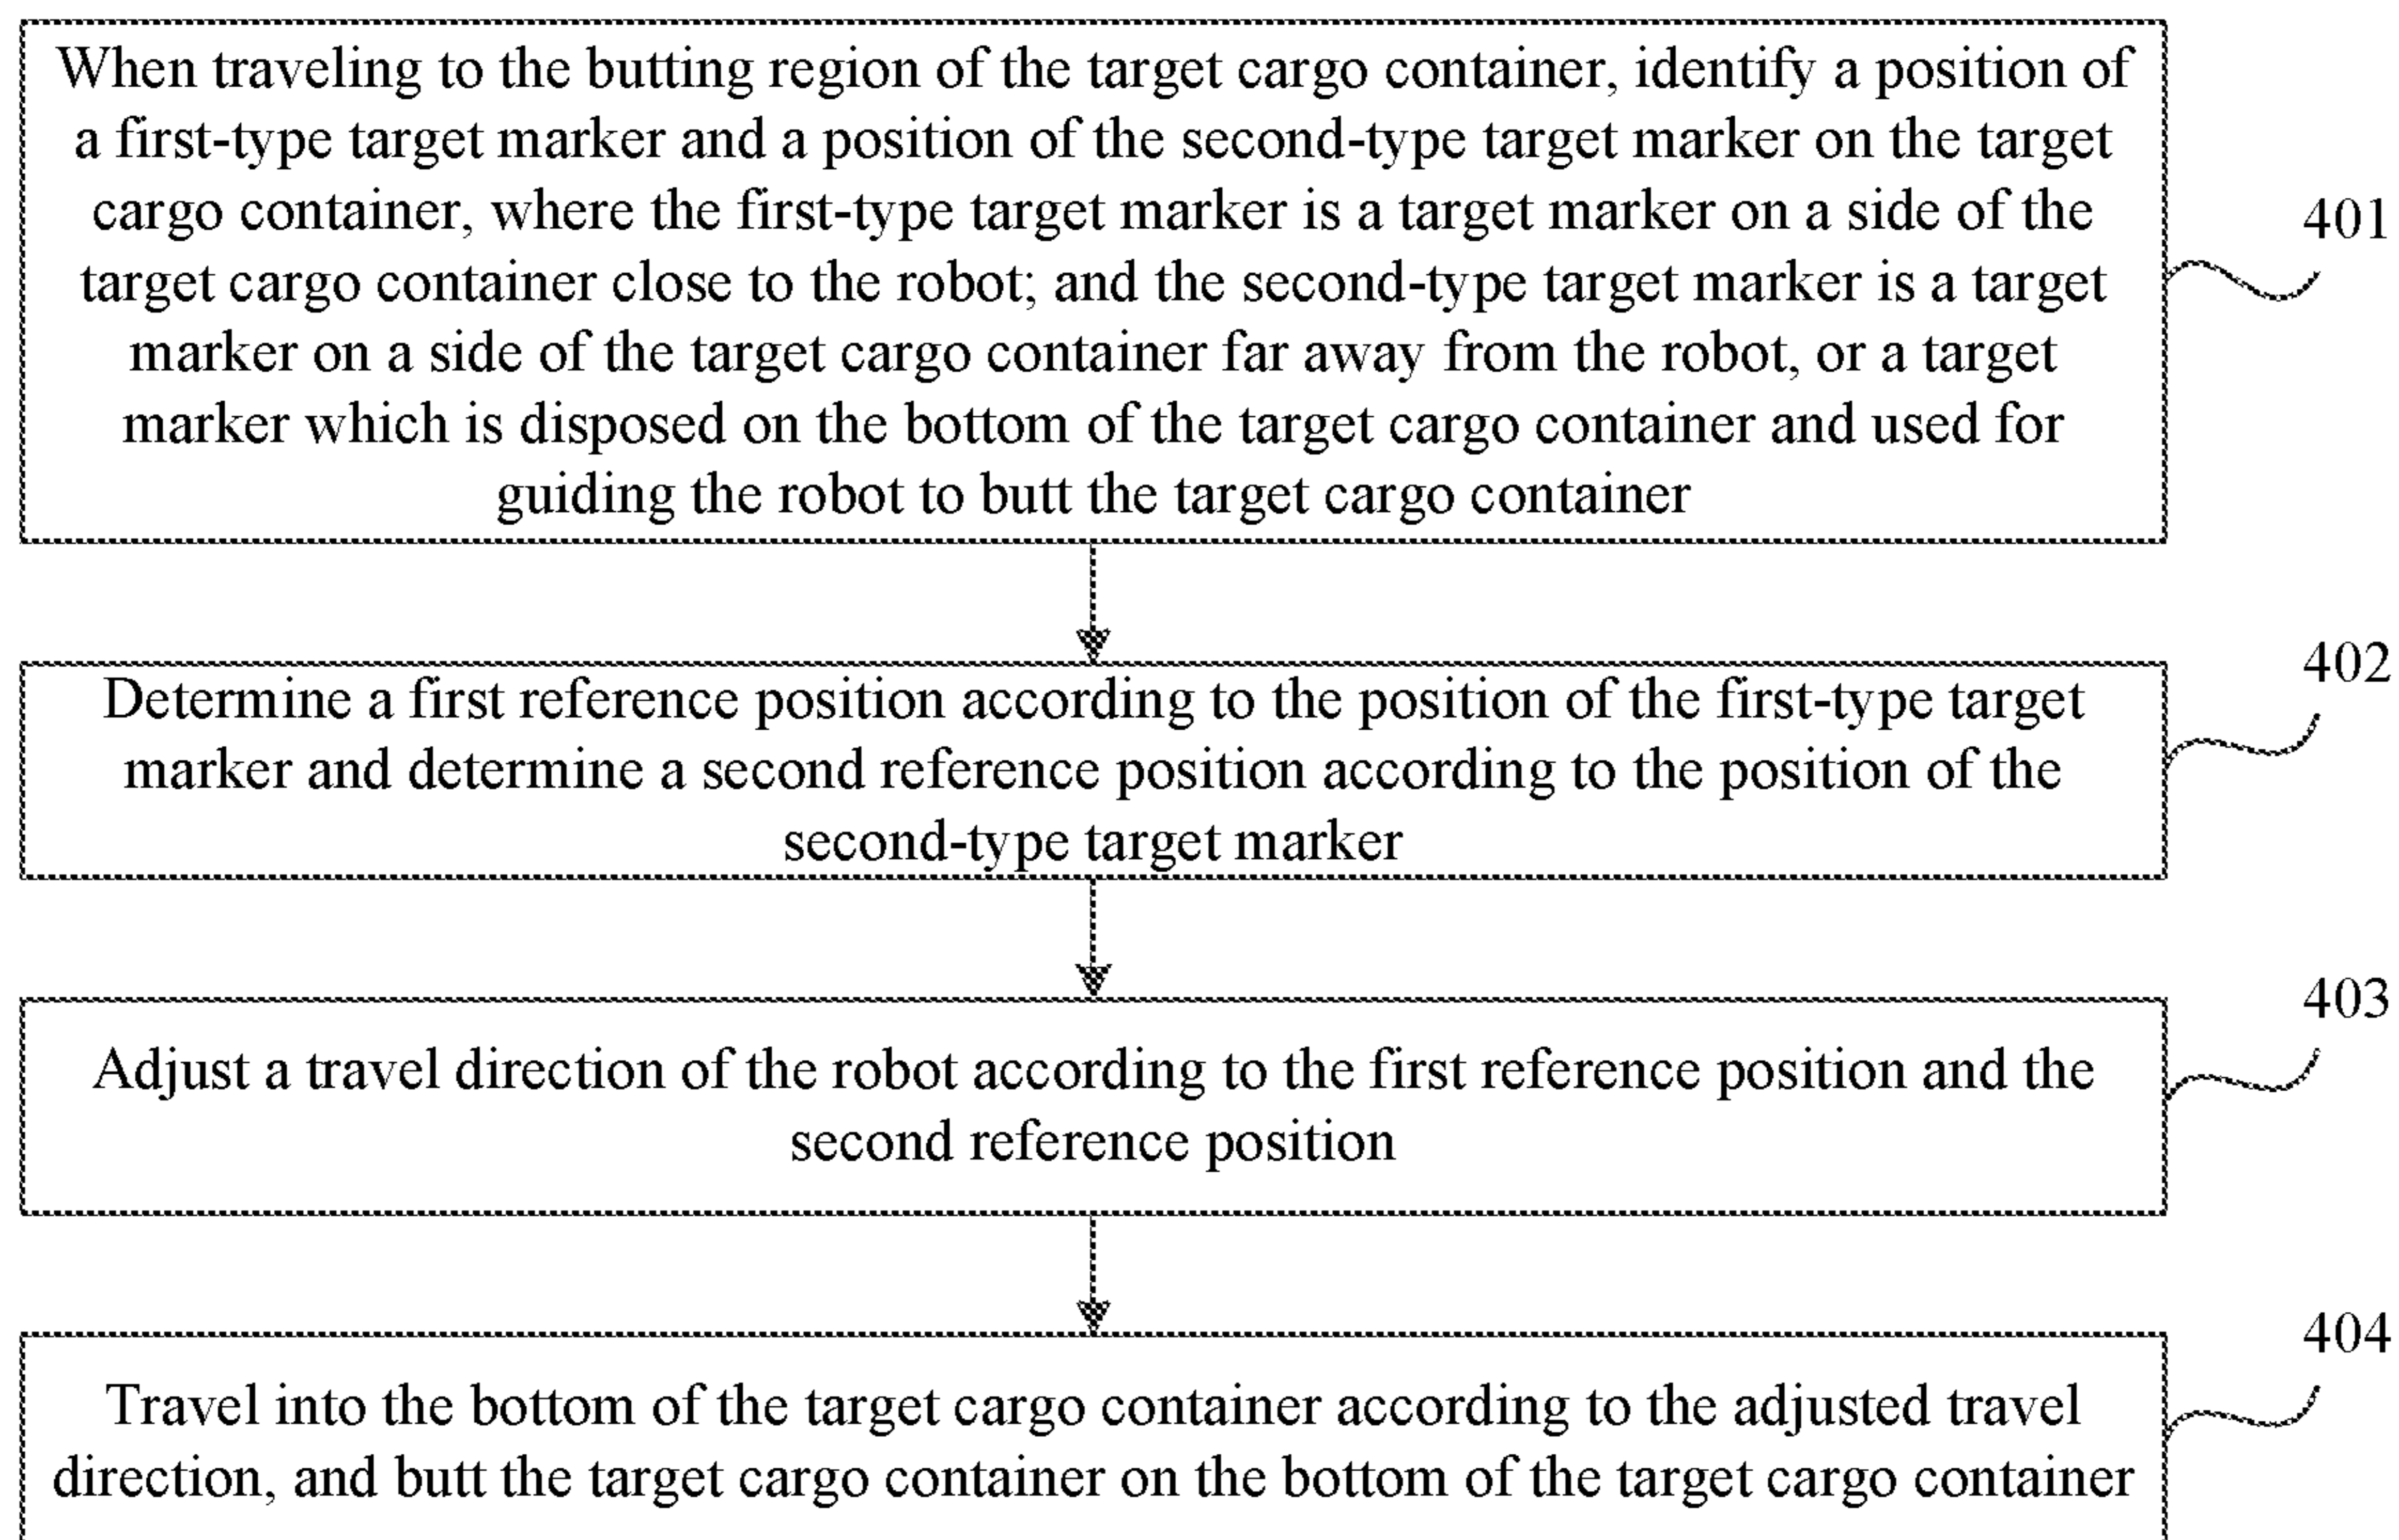 When traveling to the butting region of the target cargo container, identify a position of
a first-type target marker and a position of the second-type target marker on the target
cargo container, where the first-type target marker is a target marker on a side of the
target cargo container close to the robot; and the second-type target marker is a target
marker on a side of the target cargo container far away from the robot, or a target
marker which is disposed on the bottom of the target cargo container and used for
guiding the robot to butt the target cargo container
401
Determine a first reference position according to the position of the first-type target
marker and determine a second reference position according to the position of the
second-type target marker
402
Adjust a travel direction of the robot according to the first reference position and the
second reference position
403
Travel into the bottom of the target cargo container according to the adjusted travel
direction, and butt the target cargo container on the bottom of the target cargo container
404